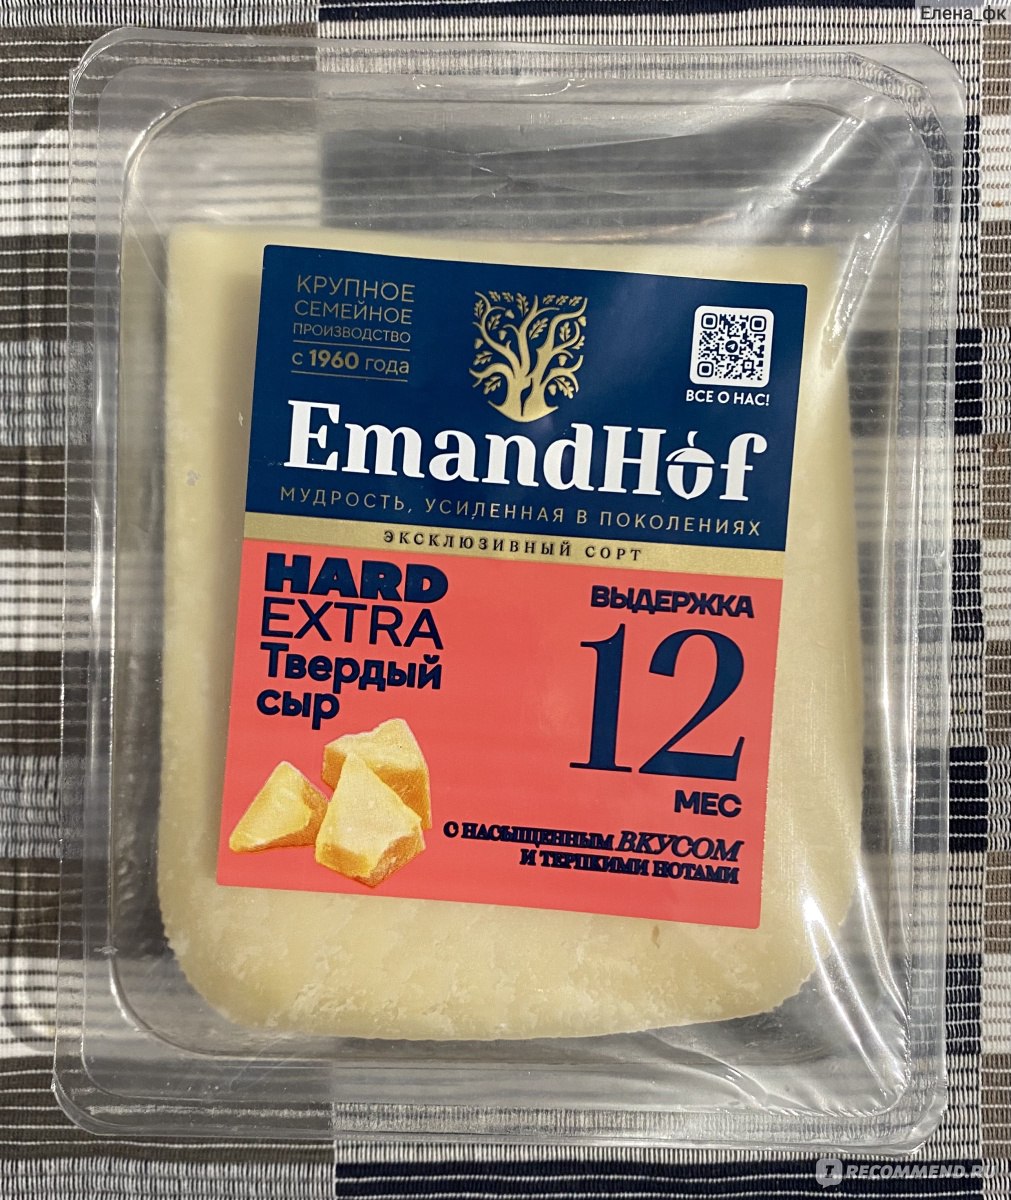 Елена_фк
КРУПНОЕ
СЕМЕЙНОЕ
ПРОИЗВОДСТВО
с 1960 года
ВСЕ О НАС!
EmandHof
МУДРОСТЬ, УСИЛЕННАЯ В ПОКОЛЕНИЯХ
ЭКСКЛЮЗИВНЫЙ СОРТ
HARD
EXTRA
Твердый
сыр
ВЫДЕРЖКА
12
МЕС
С НАСЫЩЕННЫМ ВКУСОМ
И ТЕРПКИМИ НОТАМИ
RECOMMEND.RU